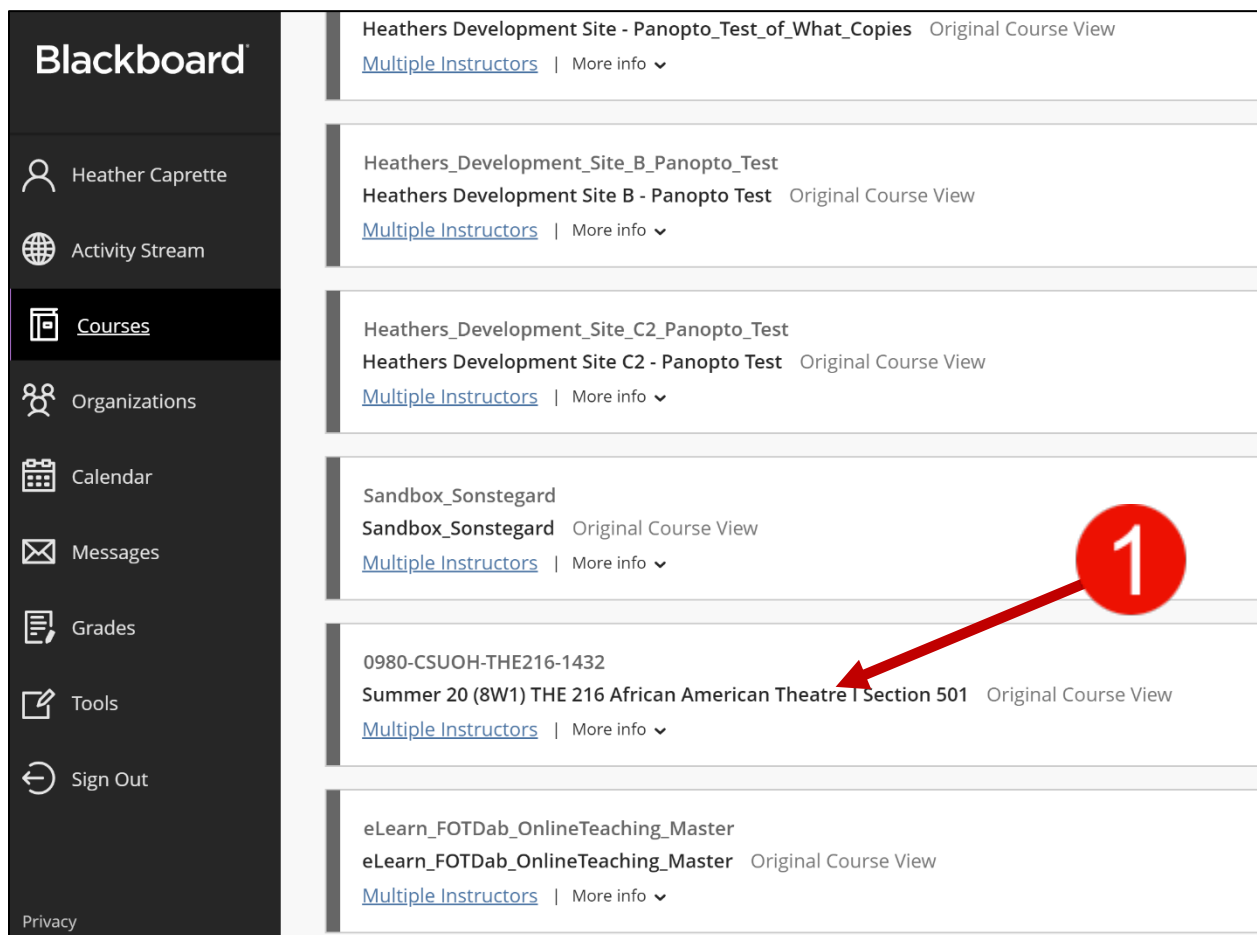 Blackboard
Heather Caprette
Activity Stream
Courses
Organizations
Calendar
Messages
Grades
Tools
Sign Out
Privacy
Heathers Development Site - Panopto_Test_of_What_Copies Original Course View
Multiple Instructors | More info
Heathers_Development_Site_B_Panopto_Test
Heathers Development Site B - Panopto Test Original Course View
Multiple Instructors | More info
Heathers_Development_Site_C2_Panopto_Test
Heathers Development Site C2 - Panopto Test Original Course View
Multiple Instructors | More info
Sandbox_Sonstegard
Sandbox_Sonstegard Original Course View
Multiple Instructors | More info
1
0980-CSUOH-THE216-1432
Summer 20 (8W1) THE 216 African American Theatre I Section 501 Original Course View
Multiple Instructors | More info
eLearn_FOTDab_OnlineTeaching_Master
eLearn_FOTDab_OnlineTeaching_Master Original Course View
Multiple Instructors | More info